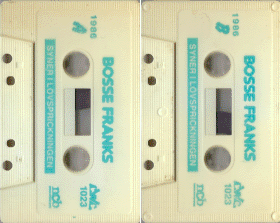 BOSSE FRANKS
SYNER I LÖVSPRICKNINGEN
1986
A
1023
BOSSE FRANKS
SYNER I LÖVSPRICKNINGEN
1986
B
1023